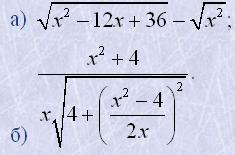 а) √(x² − 12x + 36) − √(x²);
б) (x² + 4) / (x√(4 + ((x² − 4) / (2x))²)).